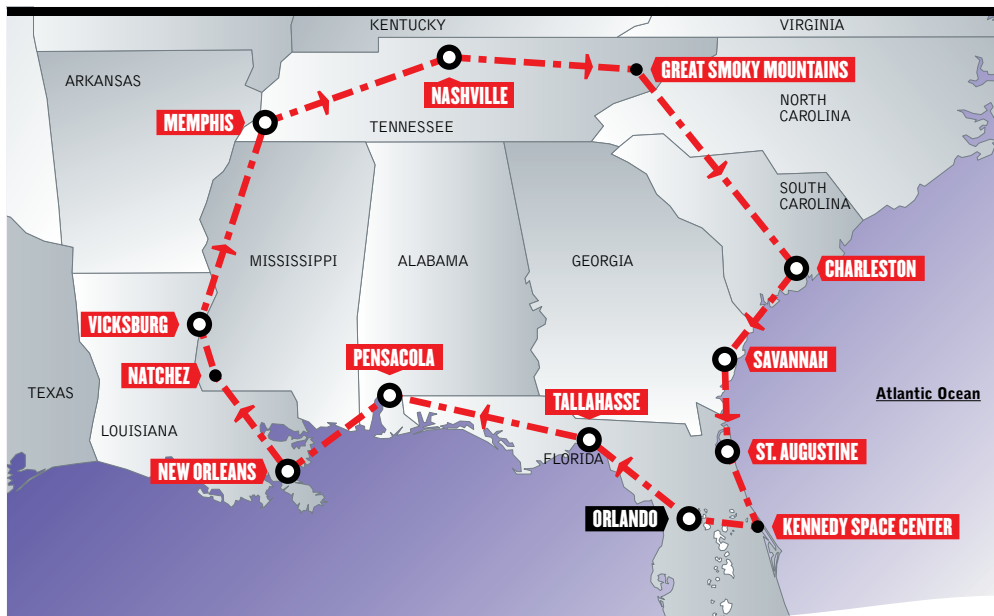 KENTUCKY
VIRGINIA
ARKANSAS
GREAT SMOKY MOUNTAINS
NASHVILLE
NORTH
CAROLINA
MEMPHIS
TENNESSEE
SOUTH
CAROLINA
MISSISSIPPI
ALABAMA
GEORGIA
CHARLESTON
VICKSBURG
PENSACOLA
SAVANNAH
NATCHEZ
TEXAS
TALLAHASSE
Atlantic Ocean
LOUISIANA
ST. AUGUSTINE
FLORIDA
NEW ORLEANS
ORLANDO
KENNEDY SPACE CENTER